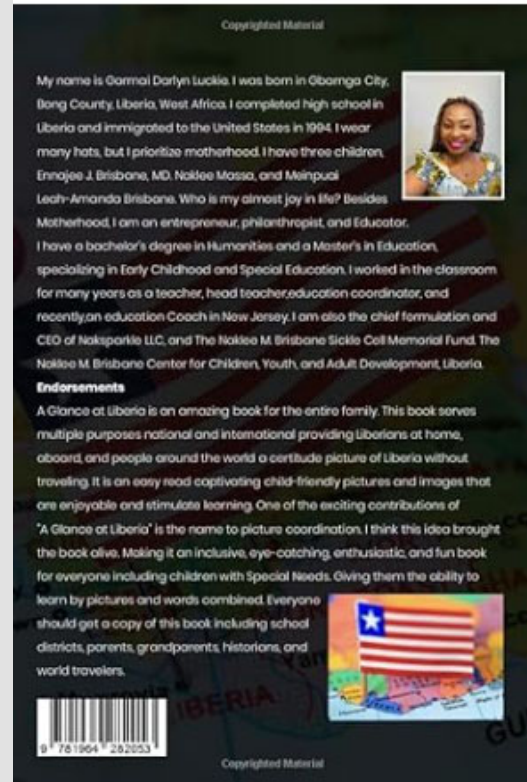 Copyrighted Material
My name is Garmai Darlyn Luckie. I was born in Gbarnga City,
Bong County, Liberia, West Africa. I completed high school in
Liberia and immigrated to the United States in 1994. I wear
many hats, but I prioritize motherhood. I have three children,
Ennajee J. Brisbane, MD. Naklee Massa, and Meinpuai
Leah-Amanda Brisbane. Who is my almost joy in life? Besides
Motherhood, I am an entrepreneur, philanthropist, and Educator.
I have a bachelor's degree in Humanities and a Master's in Education,
specializing in Early Childhood and Special Education. I worked in the classroom
for many years as a teacher, head teacher,education coordinator, and
recently,an education Coach in New Jersey. I am also the chief formulation and
CEO of Naksparkle LLC, and The Naklee M. Brisbane Sickle Cell Memorial Fund. The
Naklee M. Brisbane Center for Children, Youth, and Adult Development, Liberia.
Endorsements
A Glance at Liberia is an amazing book for the entire family. This book serves
multiple purposes national and international providing Liberians at home,
aboard, and people around the world a certitude picture of Liberia without
traveling. It is an easy read captivating child-friendly pictures and images that
are enjoyable and stimulate learning. One of the exciting contributions of
"A Glance at Liberia" is the name to picture coordination. I think this idea brought
the book alive. Making it an inclusive, eye-catching, enthusiastic, and fun book
for everyone including children with Special Needs. Giving them the ability to
learn by pictures and words combined. Everyone
should get a copy of this book including school
districts, parents, grandparents, historians, and
world travelers.
IBERIA
GU
9 781964 282053
Copyrighted Material